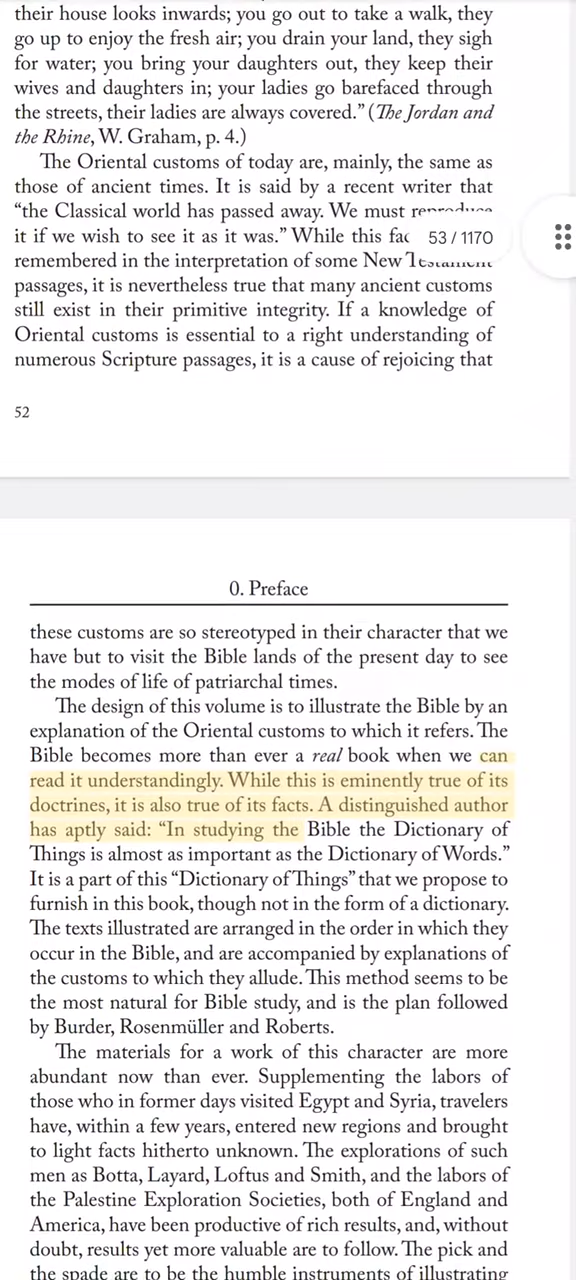 their house looks inwards; you go out to take a walk, they
go up to enjoy the fresh air; you drain your land, they sigh
for water; you bring your daughters out, they keep their
wives and daughters in; your ladies go barefaced through
the streets, their ladies are always covered.” (The Jordan and
the Rhine, W. Graham, p. 4.)
The Oriental customs of today are, mainly, the same as
those of ancient times. It is said by a recent writer that
“the Classical world has passed away. We must reproduce
it if we wish to see it as it was.” While this fac
53 / 1170
remembered in the interpretation of some New Testament
passages, it is nevertheless true that many ancient customs
still exist in their primitive integrity. If a knowledge of
Oriental customs is essential to a right understanding of
numerous Scripture passages, it is a cause of rejoicing that
52
0. Preface
these customs are so stereotyped in their character that we
have but to visit the Bible lands of the present day to see
the modes of life of patriarchal times.
The design of this volume is to illustrate the Bible by an
explanation of the Oriental customs to which it refers. The
Bible becomes more than ever a real book when we can
read it understandingly. While this is eminently true of its
doctrines, it is also true of its facts. A distinguished author
has aptly said: “In studying the Bible the Dictionary of
Things is almost as important as the Dictionary of Words.”
It is a part of this “Dictionary of Things” that we propose to
furnish in this book, though not in the form of a dictionary.
The texts illustrated are arranged in the order in which they
occur in the Bible, and are accompanied by explanations of
the customs to which they allude. This method seems to be
the most natural for Bible study, and is the plan followed
by Burder, Rosenmüller and Roberts.
The materials for a work of this character are more
abundant now than ever. Supplementing the labors of
those who in former days visited Egypt and Syria, travelers
have, within a few years, entered new regions and brought
to light facts hitherto unknown. The explorations of such
men as Botta, Layard, Loftus and Smith, and the labors of
the Palestine Exploration Societies, both of England and
America, have been productive of rich results, and, without
doubt, results yet more valuable are to follow. The pick and
the spade are to be the humble instruments of illustrating